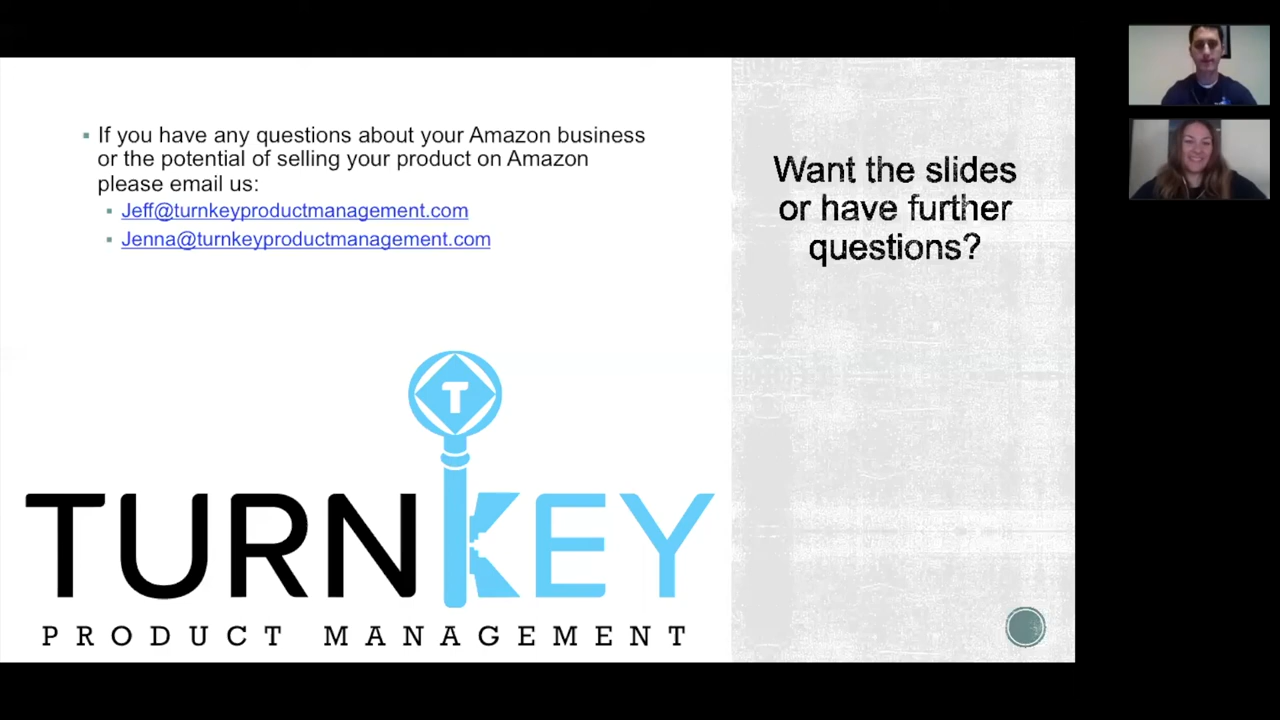 If you have any questions about your Amazon business
or the potential of selling your product on Amazon
please email us:
Jeff@turnkeyproductmanagement.com
Jenna@turnkeyproductmanagement.com
Want the slides
or have further
questions?
T
TURNKEY
PRODUCT MANAGEMENT